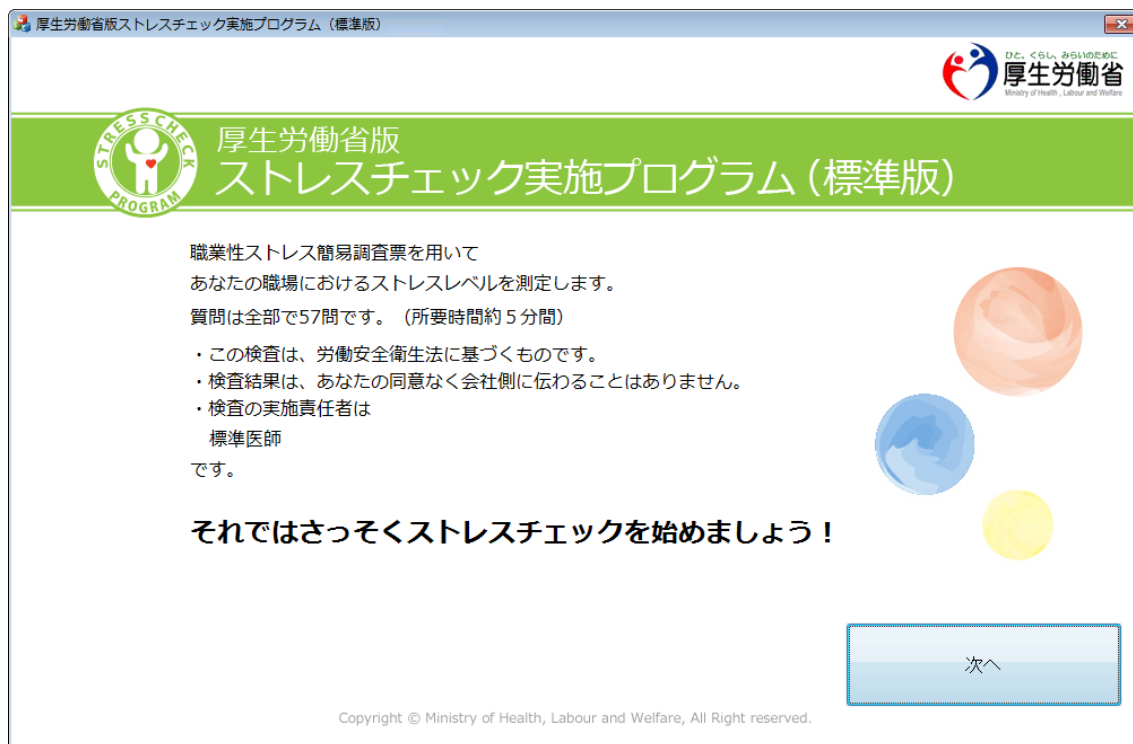 厚生労働省版ストレスチェック実施プログラム（標準版）
ひと、くらし、みらいのために
厚生労働省
Ministry of Health, Labour and Welfare
STRESS CHECK PROGRAM
厚生労働省版
ストレスチェック実施プログラム（標準版）
職業性ストレス簡易調査票を用いて
あなたの職場におけるストレスレベルを測定します。
質問は全部で57問です。（所要時間約５分間）
・この検査は、労働安全衛生法に基づくものです。
・検査結果は、あなたの同意なく会社側に伝わることはありません。
・検査の実施責任者は
標準医師
です。
それではさっそくストレスチェックを始めましょう！
次へ
Copyright © Ministry of Health, Labour and Welfare, All Right reserved.